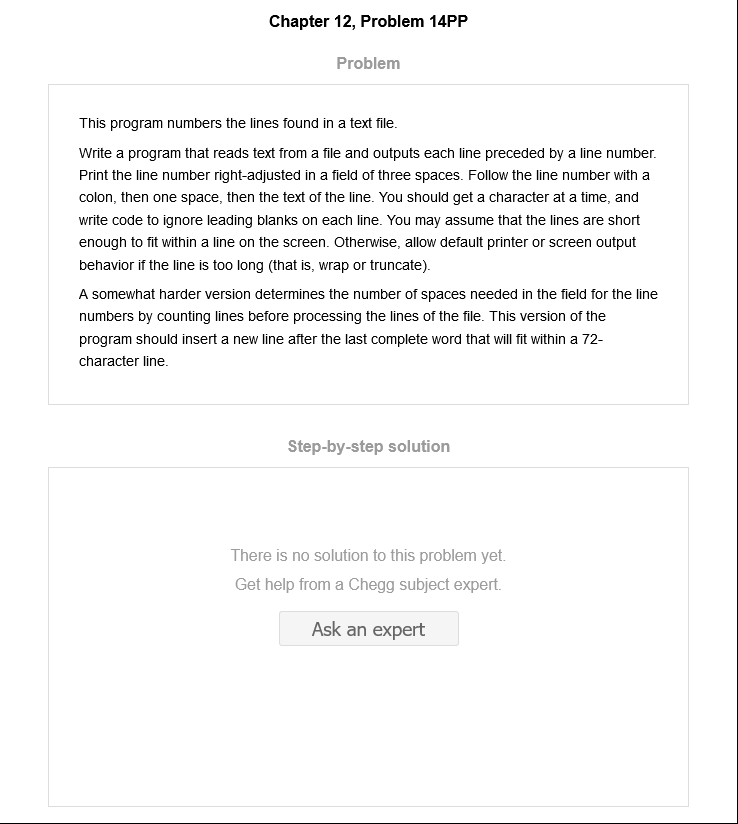 Chapter 12, Problem 14PP
Problem
This program numbers the lines found in a text file.
Write a program that reads text from a file and outputs each line preceded by a line number.
Print the line number right-adjusted in a field of three spaces. Follow the line number with a
colon, then one space, then the text of the line. You should get a character at a time, and
write code to ignore leading blanks on each line. You may assume that the lines are short
enough to fit within a line on the screen. Otherwise, allow default printer or screen output
behavior if the line is too long (that is, wrap or truncate).
A somewhat harder version determines the number of spaces needed in the field for the line
numbers by counting lines before processing the lines of the file. This version of the
program should insert a new line after the last complete word that will fit within a 72-
character line.
Step-by-step solution
There is no solution to this problem yet.
Get help from a Chegg subject expert.
Ask an expert